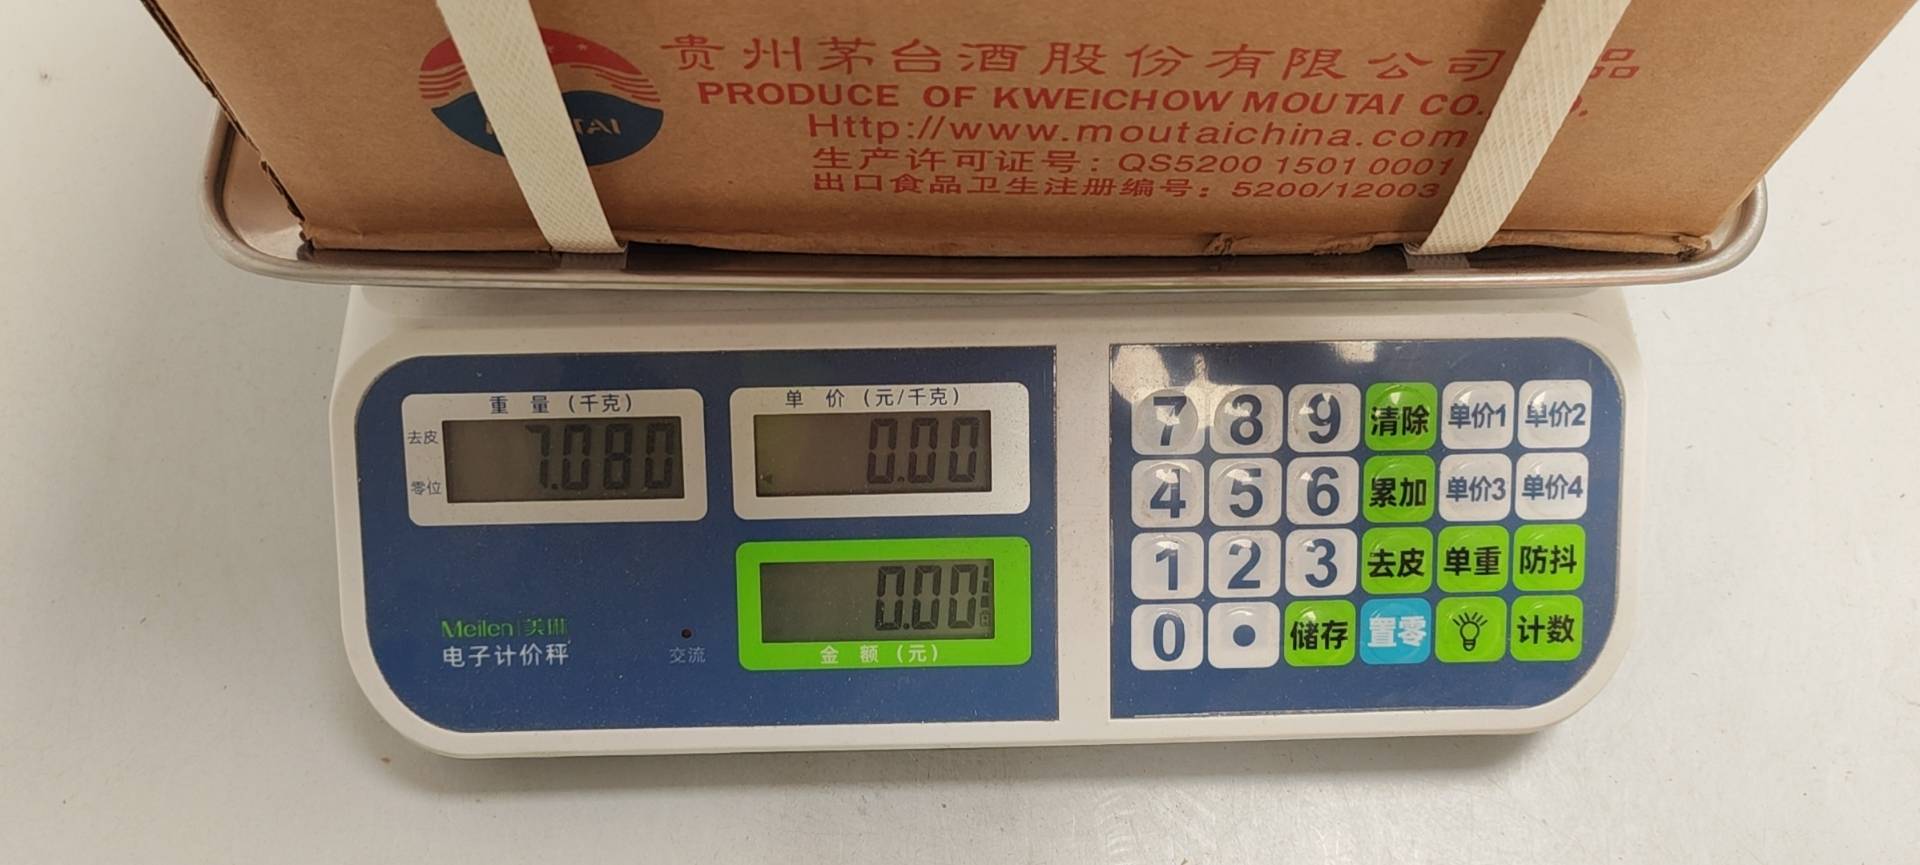 贵州茅台酒股份有限公司 品
PRODUCE OF KWEICHOW MOUTAI CO.
TAI
Http://www.moutaichina.com
生产许可证号: QS5200 1501 0001
出口食品卫生注册编号: 5200/12003
重量(千克)
去皮
零位
7.080
单价(元/千克)
0.00
0.00
金额(元)
Meilen 美琳
电子计价秤
交流
7 8 9 清除 单价1 单价2
4 5 6 累加 单价3 单价4
1 2 3 去皮 单重 防抖
0 • 储存 置零 计数